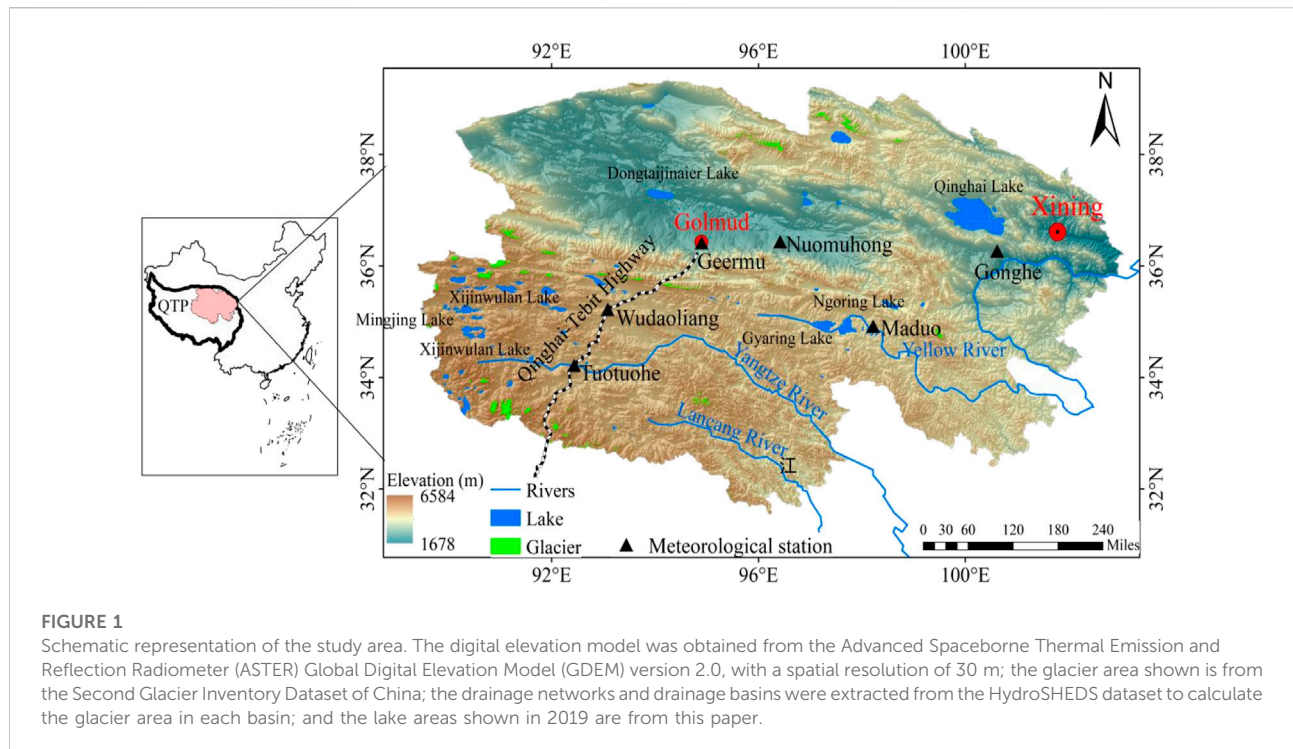 92°E 96°E 100°E
N
38°N 38°N
Dongtaijinaier Lake
Qinghai Lake
Xining
Golmud
Nuomuhong
Geermu
Gonghe
36°N 36°N
QTP
Qinghai-Tebit Highway
Xijinwulan Lake
Ngoring Lake
Mingjing Lake
Wudaoliang
Maduo
Gyaring Lake
Xijinwulan Lake
Yellow River
Yangtze River
34°N 34°N
Tuotuohe
Lancang River
32°N 32°N
Elevation (m)
6584
1678
Rivers
Lake
Glacier
Meteorological station
0 30 60 120 180 240
Miles
92°E 96°E 100°E
FIGURE 1
Schematic representation of the study area. The digital elevation model was obtained from the Advanced Spaceborne Thermal Emission and
Reflection Radiometer (ASTER) Global Digital Elevation Model (GDEM) version 2.0, with a spatial resolution of 30 m; the glacier area shown is from
the Second Glacier Inventory Dataset of China; the drainage networks and drainage basins were extracted from the HydroSHEDS dataset to calculate
the glacier area in each basin; and the lake areas shown in 2019 are from this paper.